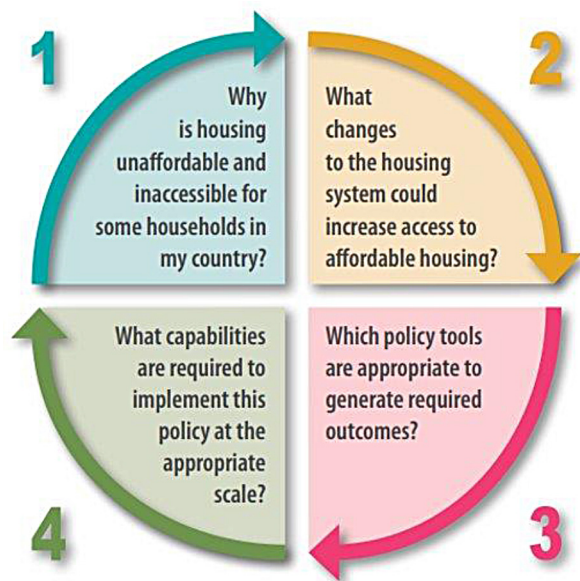 1
Why
is housing
unaffordable and
inaccessible for
some households in
my country?
2
What
changes
to the housing
system could
increase access to
affordable housing?
3
Which policy tools
are appropriate to
generate required
outcomes?
4
What capabilities
are required to
implement this
policy at the
appropriate
scale?